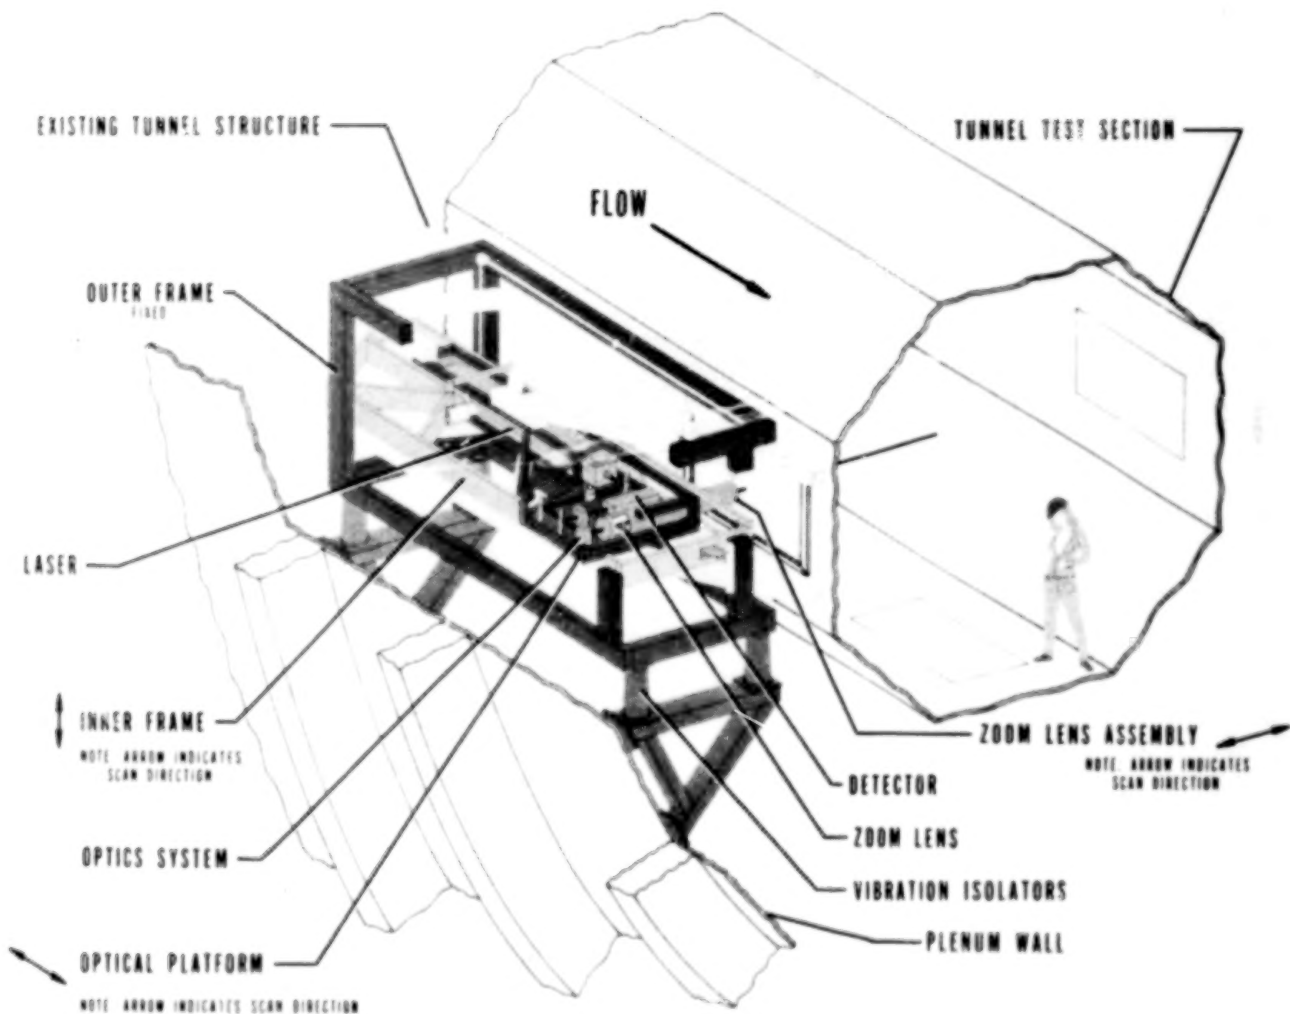 EXISTING TUNNEL STRUCTURE
TUNNEL TEST SECTION
FLOW
OUTER FRAME
FIXED
LASER
INNER FRAME
NOTE ARROW INDICATES
SCAN DIRECTION
ZOOM LENS ASSEMBLY
NOTE ARROW INDICATES
SCAN DIRECTION
DETECTOR
ZOOM LENS
OPTICS SYSTEM
VIBRATION ISOLATORS
PLENUM WALL
OPTICAL PLATFORM
NOTE ARROW INDICATES SCAN DIRECTION